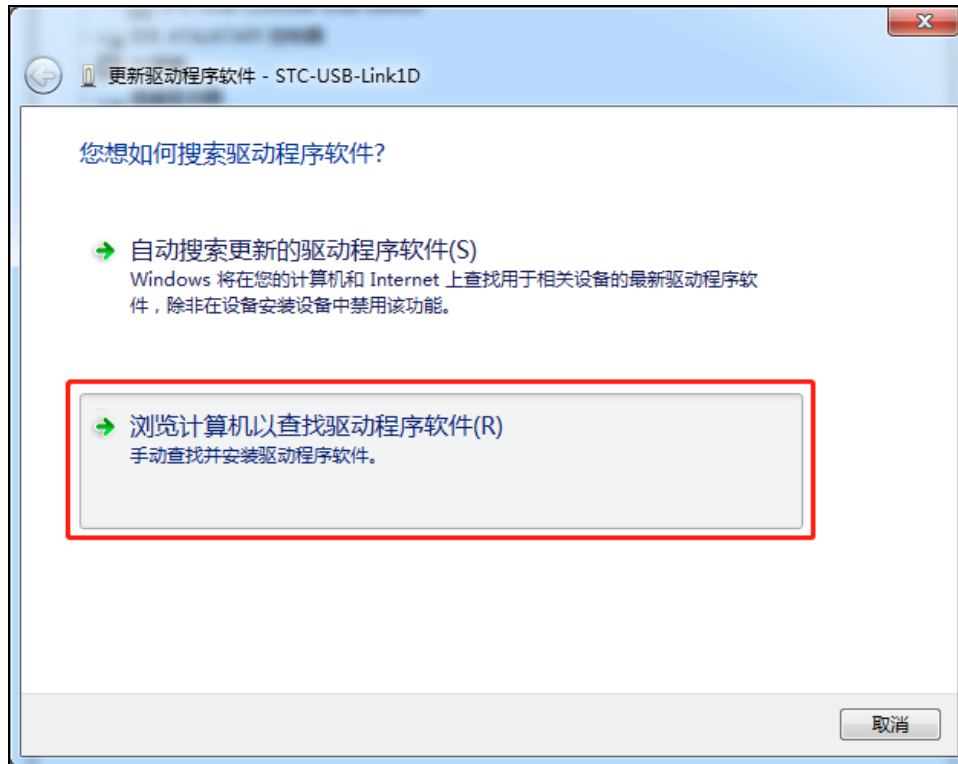 更新驱动程序软件 - STC-USB-Link1D
您想如何搜索驱动程序软件?
自动搜索更新的驱动程序软件(S)
Windows 将在您的计算机和 Internet 上查找用于相关设备的最新驱动程序软
件，除非在设备安装设备中禁用该功能。
浏览计算机以查找驱动程序软件(R)
手动查找并安装驱动程序软件。
取消